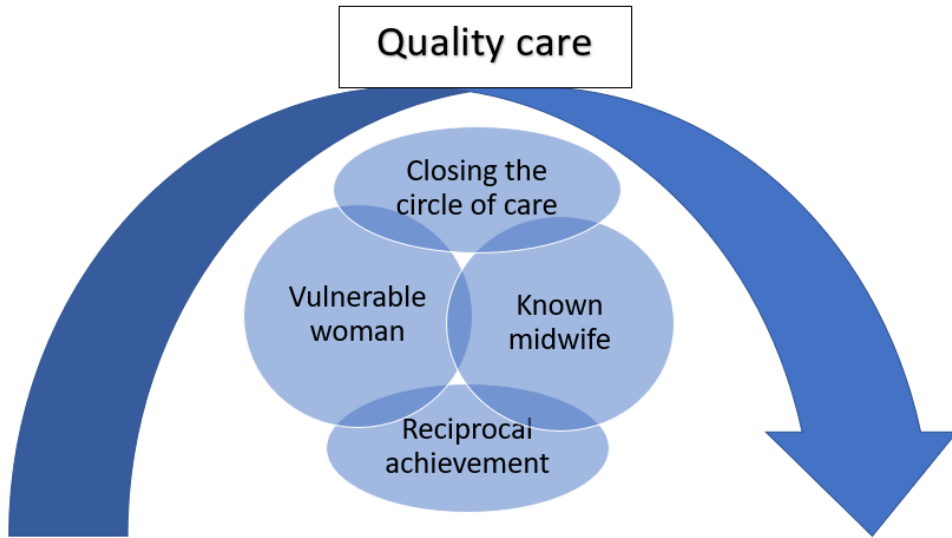 Quality care
Closing the
circle of care
Vulnerable
woman
Known
midwife
Reciprocal
achievement